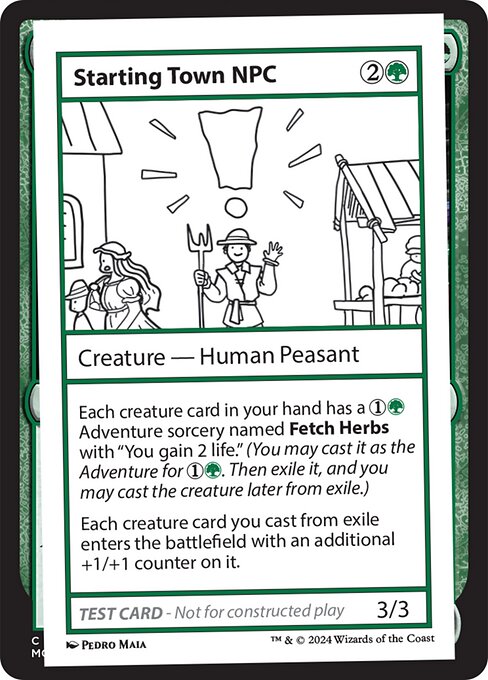 Starting Town NPC 2
Creature — Human Peasant
Each creature card in your hand has a 1
Adventure sorcery named Fetch Herbs
with “You gain 2 life.” (You may cast it as the
Adventure for 1. Then exile it, and you
may cast the creature later from exile.)
Each creature card you cast from exile
enters the battlefield with an additional
+1/+1 counter on it.
TEST CARD - Not for constructed play 3/3
C
MC
PEDRO MAIA ™ & © 2024 Wizards of the Coast